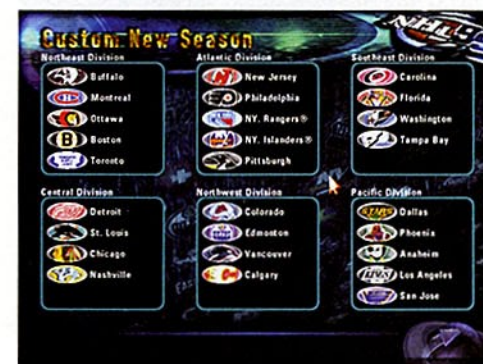 Custom New Season
Northeast Division
Buffalo
Montreal
Ottawa
Boston
Toronto
Atlantic Division
New Jersey
Philadelphia
NY. Rangers®
NY. Islanders®
Pittsburgh
Southeast Division
Carolina
Florida
Washington
Tampa Bay
Central Division
Detroit
St. Louis
Chicago
Nashville
Northwest Division
Colorado
Edmonton
Vancouver
Calgary
Pacific Division
STARS
Dallas
Phoenix
Anaheim
Los Angeles
San Jose